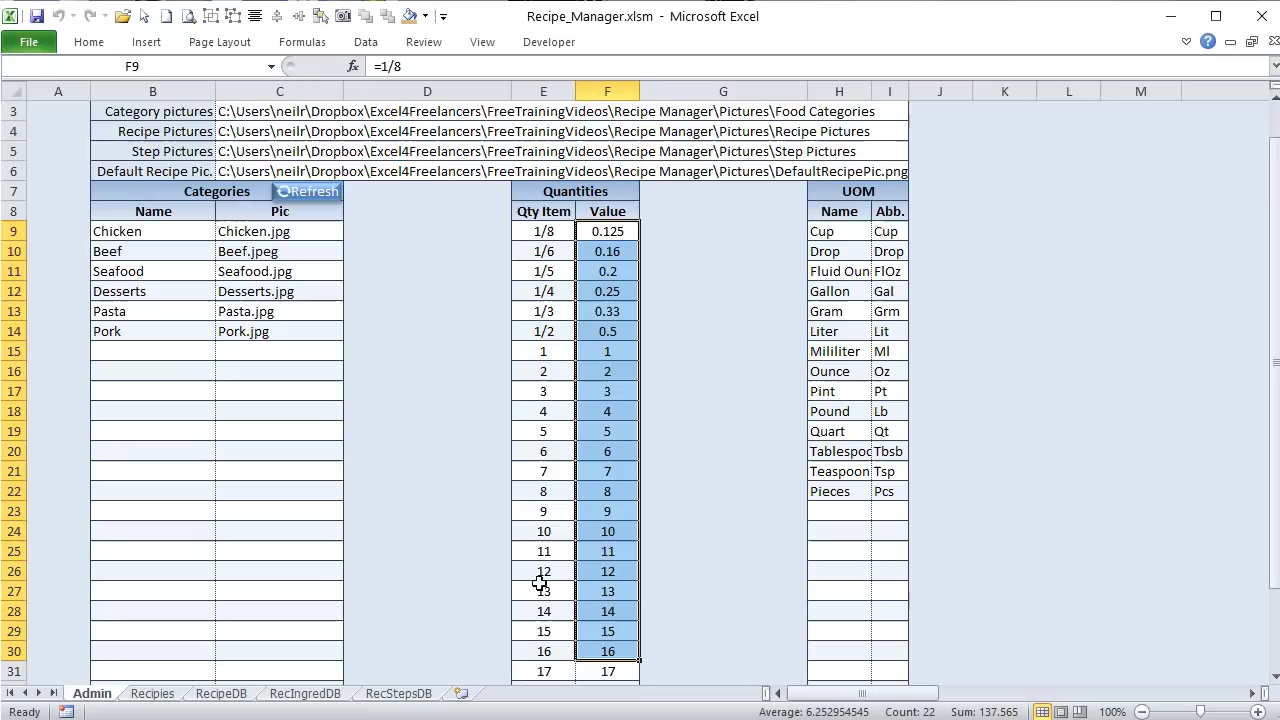 Recipe_Manager.xlsm - Microsoft Excel
File Home Insert Page Layout Formulas Data Review View Developer
F9 fx =1/8
A B C D E F G H I J K L M
3 Category pictures C:\Users\neilr\Dropbox\Excel4Freelancers\FreeTrainingVideos\Recipe Manager\Pictures\Food Categories
4 Recipe Pictures C:\Users\neilr\Dropbox\Excel4Freelancers\FreeTrainingVideos\Recipe Manager\Pictures\Recipe Pictures
5 Step Pictures C:\Users\neilr\Dropbox\Excel4Freelancers\FreeTrainingVideos\Recipe Manager\Pictures\Step Pictures
6 Default Recipe Pic. C:\Users\neilr\Dropbox\Excel4Freelancers\FreeTrainingVideos\Recipe Manager\Pictures\DefaultRecipePic.png
7 Categories Refresh Quantities UOM
8 Name Pic Qty Item Value Name Abb.
9 Chicken Chicken.jpg 1/8 0.125 Cup Cup
10 Beef Beef.jpeg 1/6 0.16 Drop Drop
11 Seafood Seafood.jpg 1/5 0.2 Fluid Oun FlOz
12 Desserts Desserts.jpg 1/4 0.25 Gallon Gal
13 Pasta Pasta.jpg 1/3 0.33 Gram Grm
14 Pork Pork.jpg 1/2 0.5 Liter Lit
15 1 1 Mililiter Ml
16 2 2 Ounce Oz
17 3 3 Pint Pt
18 4 4 Pound Lb
19 5 5 Quart Qt
20 6 6 Tablespoo Tbsb
21 7 7 Teaspoon Tsp
22 8 8 Pieces Pcs
23 9 9
24 10 10
25 11 11
26 12 12
27 13 13
28 14 14
29 15 15
30 16 16
31 17 17
Admin Recipies RecipeDB RecIngredDB RecStepsDB
Ready Average: 6.252954545 Count: 22 Sum: 137.565 100%